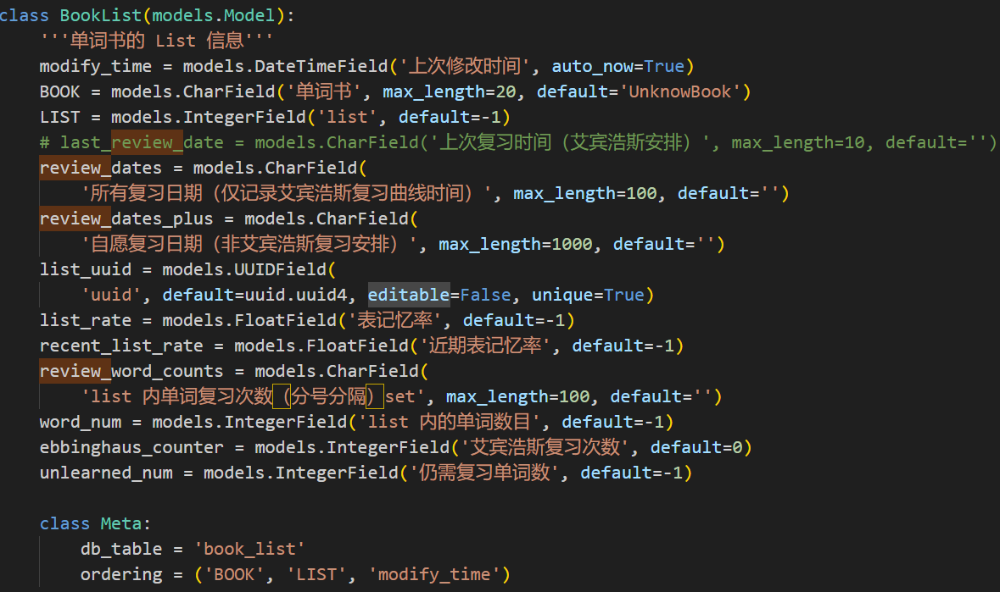 class BookList(models.Model):
'''单词书的 List 信息'''
modify_time = models.DateTimeField('上次修改时间', auto_now=True)
BOOK = models.CharField('单词书', max_length=20, default='UnknowBook')
LIST = models.IntegerField('list', default=-1)
# last_review_date = models.CharField('上次复习时间（艾宾浩斯安排）', max_length=10, default='')
review_dates = models.CharField(
'所有复习日期（仅记录艾宾浩斯复习曲线时间）', max_length=100, default='')
review_dates_plus = models.CharField(
'自愿复习日期（非艾宾浩斯复习安排）', max_length=1000, default='')
list_uuid = models.UUIDField(
'uuid', default=uuid.uuid4, editable=False, unique=True)
list_rate = models.FloatField('表记忆率', default=-1)
recent_list_rate = models.FloatField('近期表记忆率', default=-1)
review_word_counts = models.CharField(
'list 内单词复习次数（分号分隔）set', max_length=100, default='')
word_num = models.IntegerField('list 内的单词数目', default=-1)
ebbinghaus_counter = models.IntegerField('艾宾浩斯复习次数', default=0)
unlearned_num = models.IntegerField('仍需复习单词数', default=-1)
class Meta:
db_table = 'book_list'
ordering = ('BOOK', 'LIST', 'modify_time')